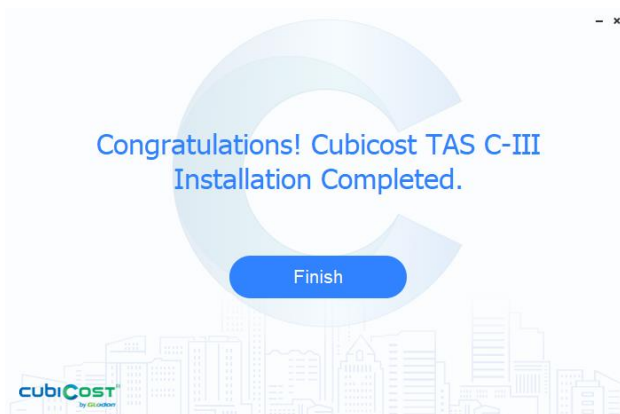 Congratulations! Cubicost TAS C-III
Installation Completed.
Finish
CUBICOST®
by GLodon